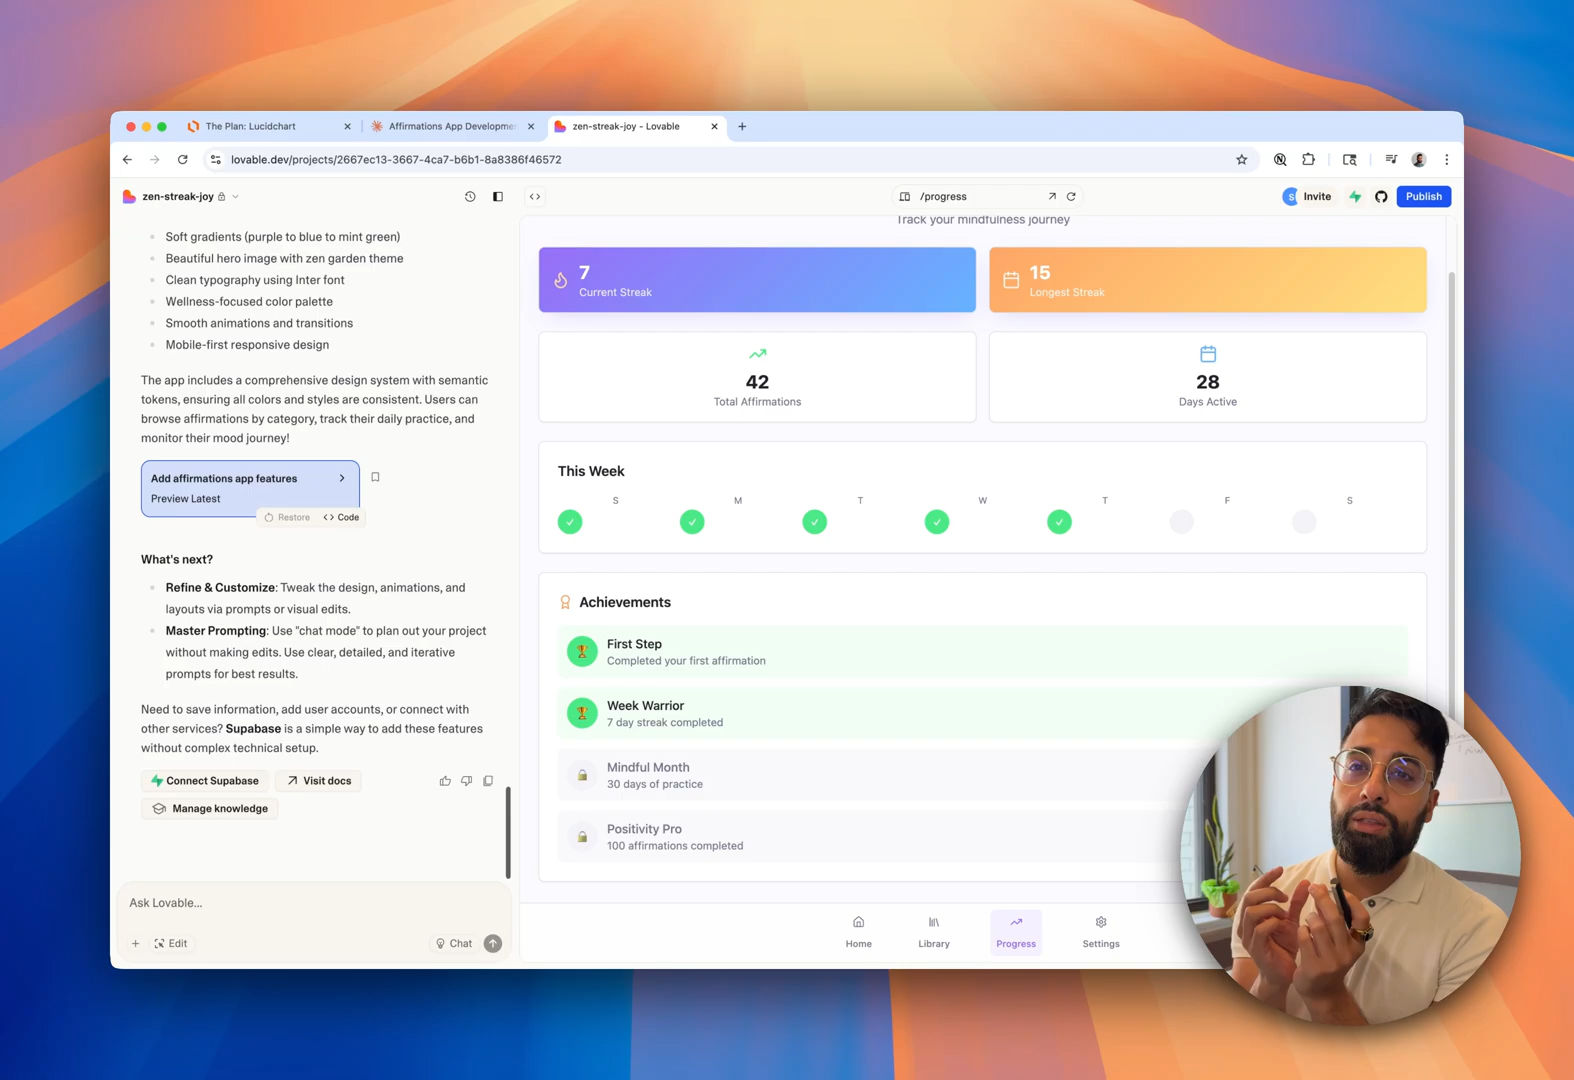 The Plan: Lucidchart
Affirmations App Developme
zen-streak-joy - Lovable
lovable.dev/projects/2667ec13-3667-4ca7-b6b1-8a8386f46572
zen-streak-joy
/progress
S
Invite
Publish
Soft gradients (purple to blue to mint green)
Beautiful hero image with zen garden theme
Clean typography using Inter font
Wellness-focused color palette
Smooth animations and transitions
Mobile-first responsive design
The app includes a comprehensive design system with semantic
tokens, ensuring all colors and styles are consistent. Users can
browse affirmations by category, track their daily practice, and
monitor their mood journey!
Add affirmations app features
Preview Latest
Restore
Code
What's next?
Refine & Customize: Tweak the design, animations, and
layouts via prompts or visual edits.
Master Prompting: Use "chat mode" to plan out your project
without making edits. Use clear, detailed, and iterative
prompts for best results.
Need to save information, add user accounts, or connect with
other services? Supabase is a simple way to add these features
without complex technical setup.
Connect Supabase
Visit docs
Manage knowledge
Ask Lovable...
Edit
Chat
Track your mindfulness journey
7
Current Streak
15
Longest Streak
42
Total Affirmations
28
Days Active
This Week
S M T W T F S
Achievements
First Step
Completed your first affirmation
Week Warrior
7 day streak completed
Mindful Month
30 days of practice
Positivity Pro
100 affirmations completed
Home
Library
Progress
Settings